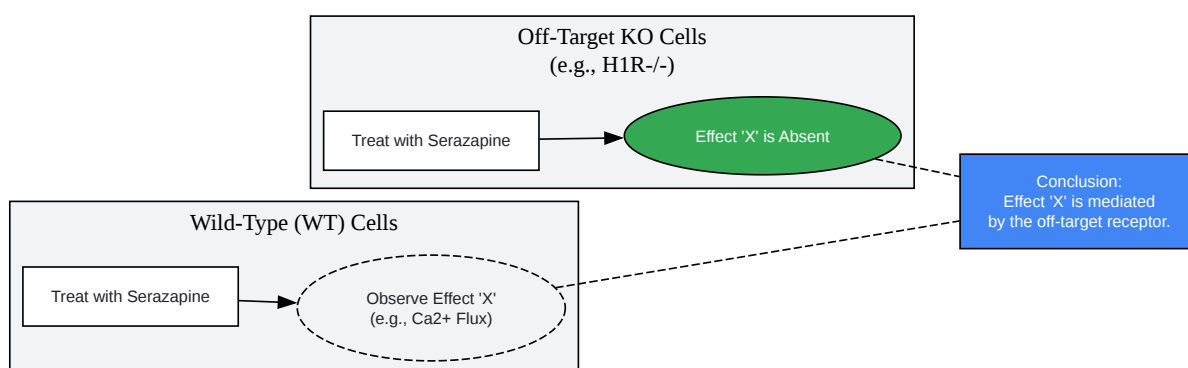 Off-Target KO Cells
(e.g., H1R-/-)
Treat with Serazapine
Effect 'X' is Absent
Conclusion:
Effect 'X' is mediated
by the off-target receptor.
Wild-Type (WT) Cells
Treat with Serazapine
Observe Effect 'X'
(e.g., Ca2+ Flux)